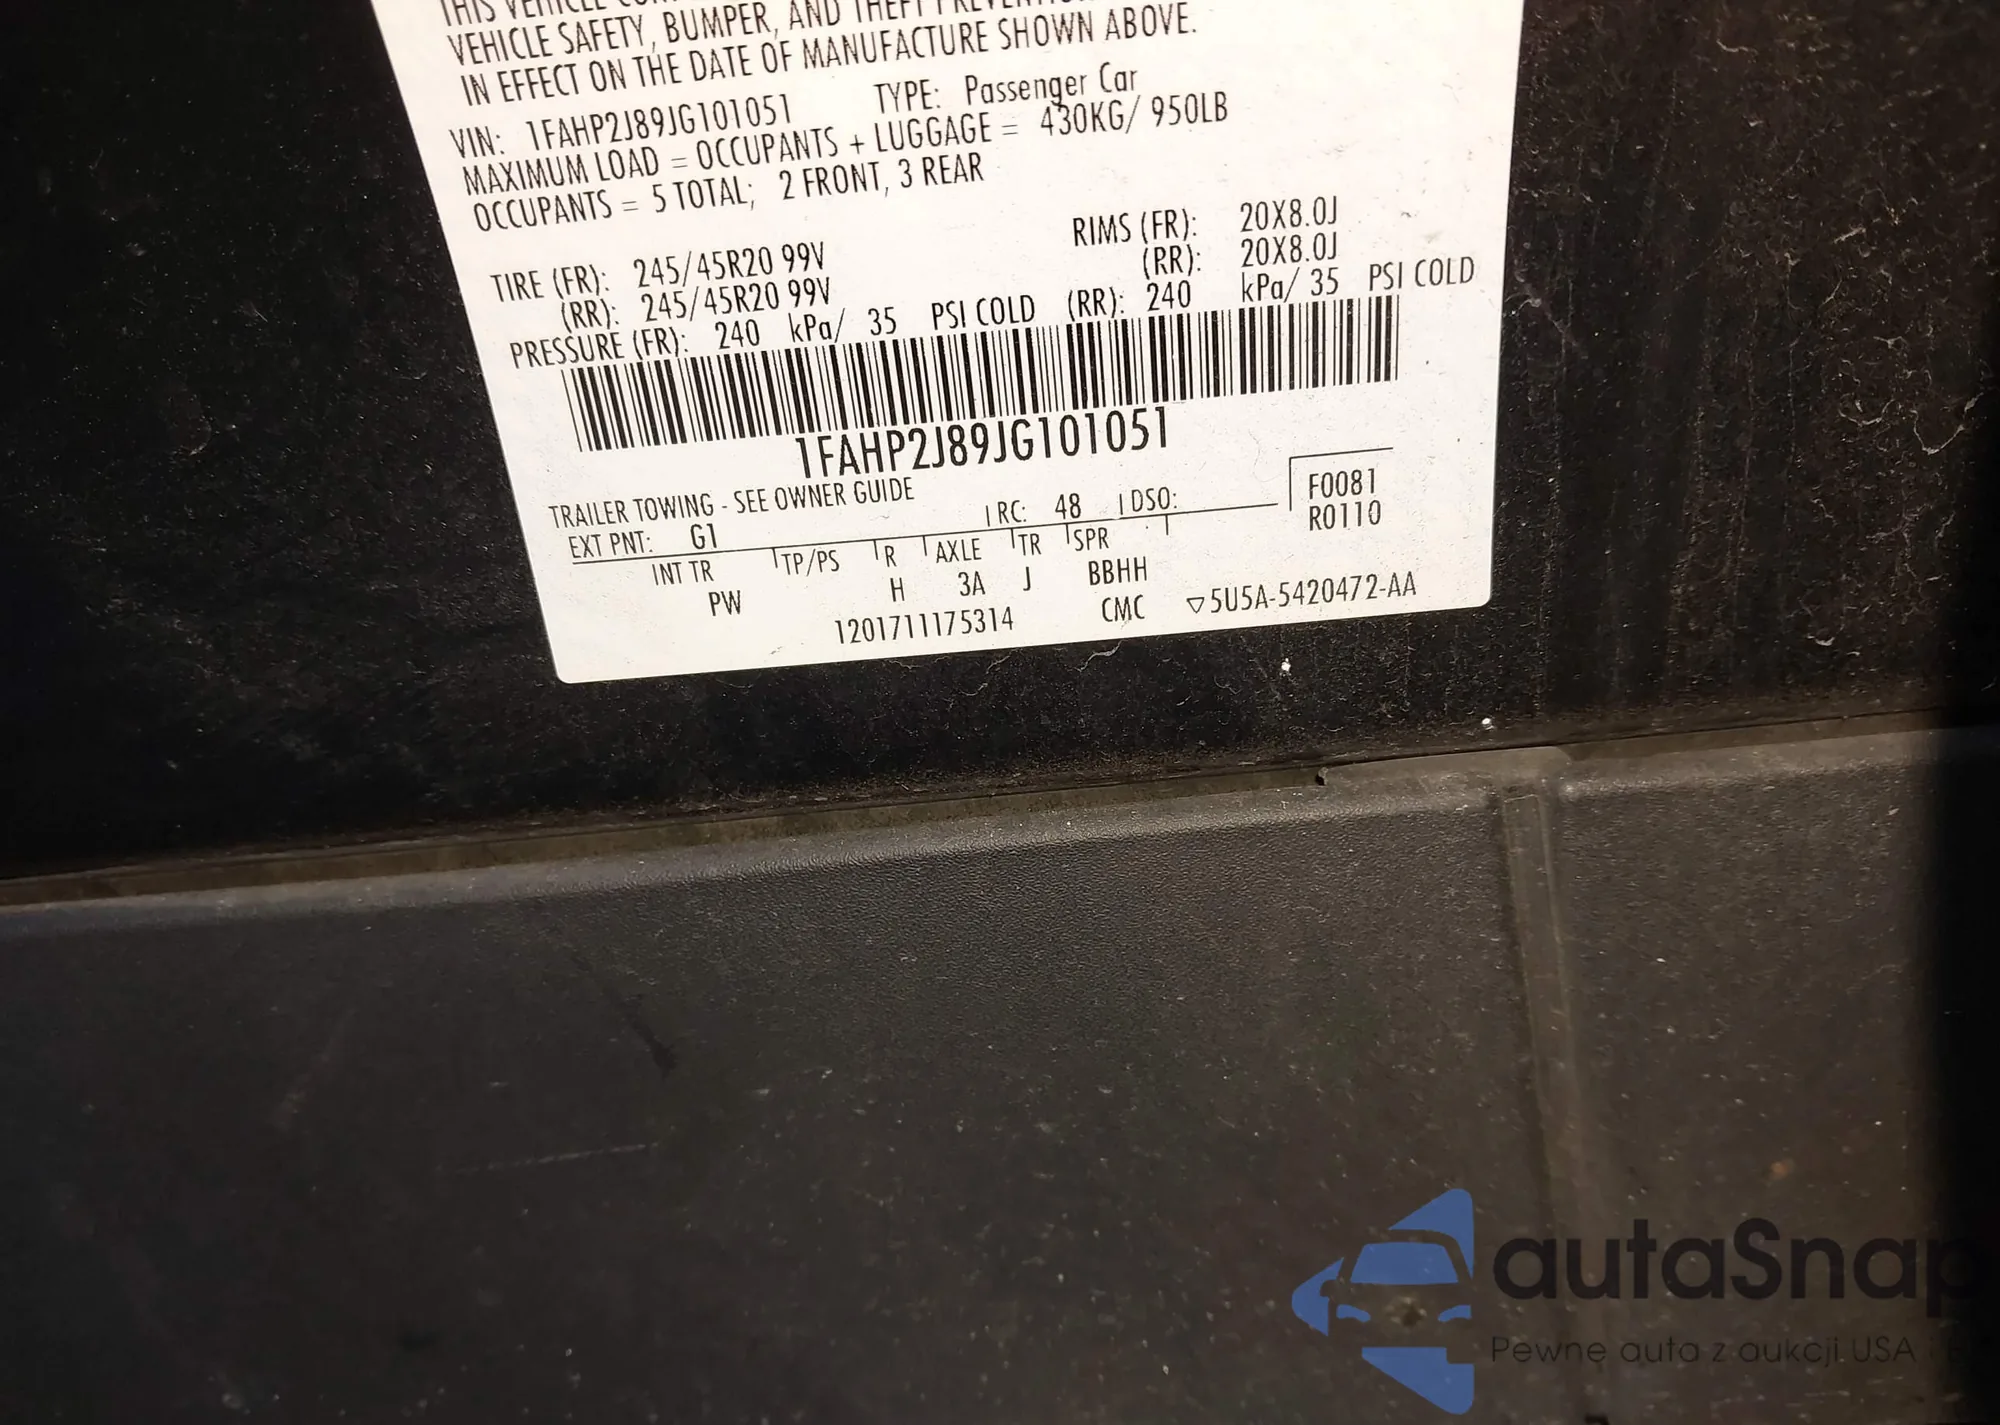 THIS VEHICLE
VEHICLE SAFETY, BUMPER, AND THEFT
IN EFFECT ON THE DATE OF MANUFACTURE SHOWN ABOVE.
VIN: 1FAHP2J89JG101051 TYPE: Passenger Car
MAXIMUM LOAD = OCCUPANTS + LUGGAGE = 430KG/ 950LB
OCCUPANTS = 5 TOTAL; 2 FRONT, 3 REAR
TIRE (FR): 245/45R20 99V RIMS (FR): 20X8.0J
(RR): 245/45R20 99V (RR): 20X8.0J
PRESSURE (FR): 240 kPa/ 35 PSI COLD (RR): 240 kPa/ 35 PSI COLD
1FAHP2J89JG101051
TRAILER TOWING - SEE OWNER GUIDE
EXT PNT: G1 RC: 48 DSO: F0081
R0110
INT TR TP/PS R AXLE TR SPR
PW H 3A J BBHH
1201711175314 CMC ▽5U5A-5420472-AA
autaSnap
Pewne auta z aukcji USA i